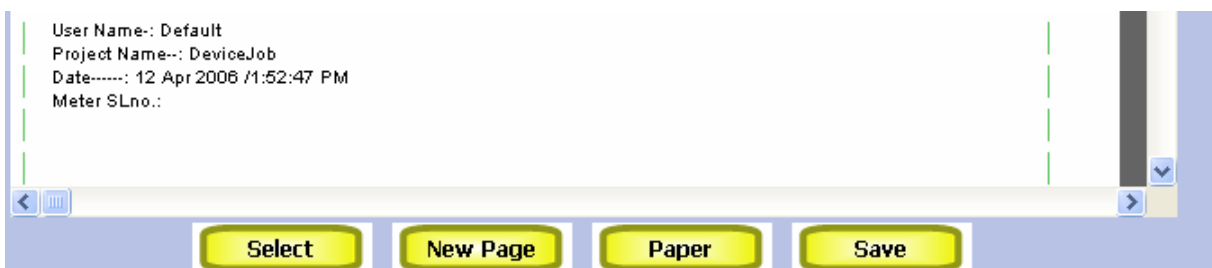 User Name-: Default
Project Name--: DeviceJob
Date------: 12 Apr 2006 /1:52:47 PM
Meter SLno.:
Select New Page Paper Save